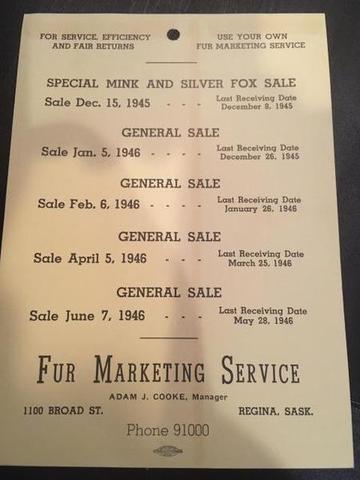 FOR SERVICE, EFFICIENCY
AND FAIR RETURNS
USE YOUR OWN
FUR MARKETING SERVICE
SPECIAL MINK AND SILVER FOX SALE
Sale Dec. 15, 1945 - - - Last Receiving Date
December 8, 1945
GENERAL SALE
Sale Jan. 5, 1946 - - - - Last Receiving Date
December 26, 1945
GENERAL SALE
Sale Feb. 6, 1946 - - - - Last Receiving Date
January 26, 1946
GENERAL SALE
Sale April 5, 1946 - - - - Last Receiving Date
March 25, 1946
GENERAL SALE
Sale June 7, 1946 - - - - Last Receiving Date
May 28, 1946
FUR MARKETING SERVICE
ADAM J. COOKE, Manager
1100 BROAD ST. REGINA, SASK.
Phone 91000